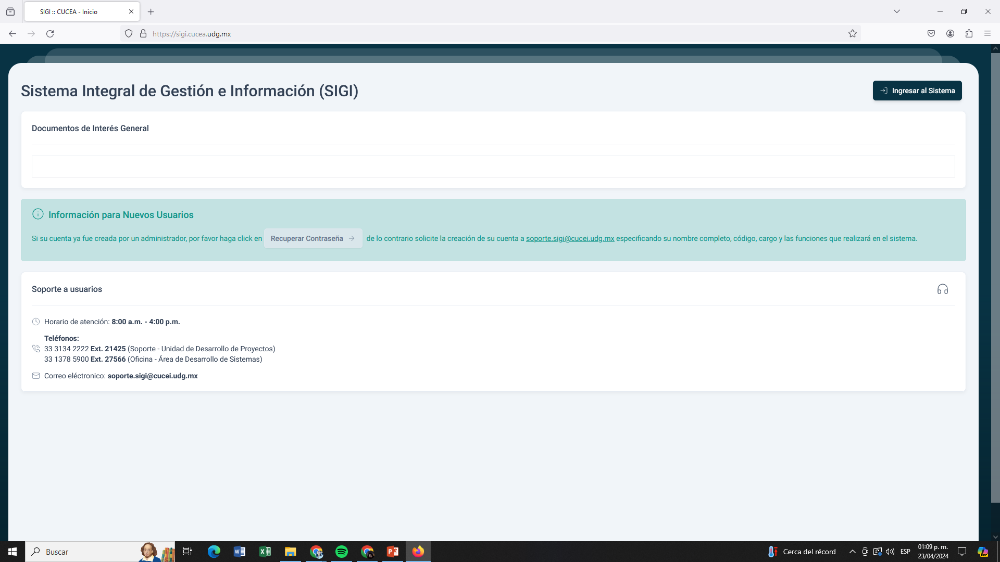 SIGI :: CUCEA - Inicio
https://sigi.cucea.udg.mx
Sistema Integral de Gestión e Información (SIGI)
Ingresar al Sistema
Documentos de Interés General
Información para Nuevos Usuarios
Si su cuenta ya fue creada por un administrador, por favor haga click en Recuperar Contraseña de lo contrario solicite la creación de su cuenta a soporte.sigi@cucei.udg.mx especificando su nombre completo, código, cargo y las funciones que realizará en el sistema.
Soporte a usuarios
Horario de atención: 8:00 a.m. - 4:00 p.m.
Teléfonos:
33 3134 2222 Ext. 21425 (Soporte - Unidad de Desarrollo de Proyectos)
33 1378 5900 Ext. 27566 (Oficina - Área de Desarrollo de Sistemas)
Correo eléctronico: soporte.sigi@cucei.udg.mx
Buscar
Cerca del récord
ESP
01:09 p. m.
23/04/2024